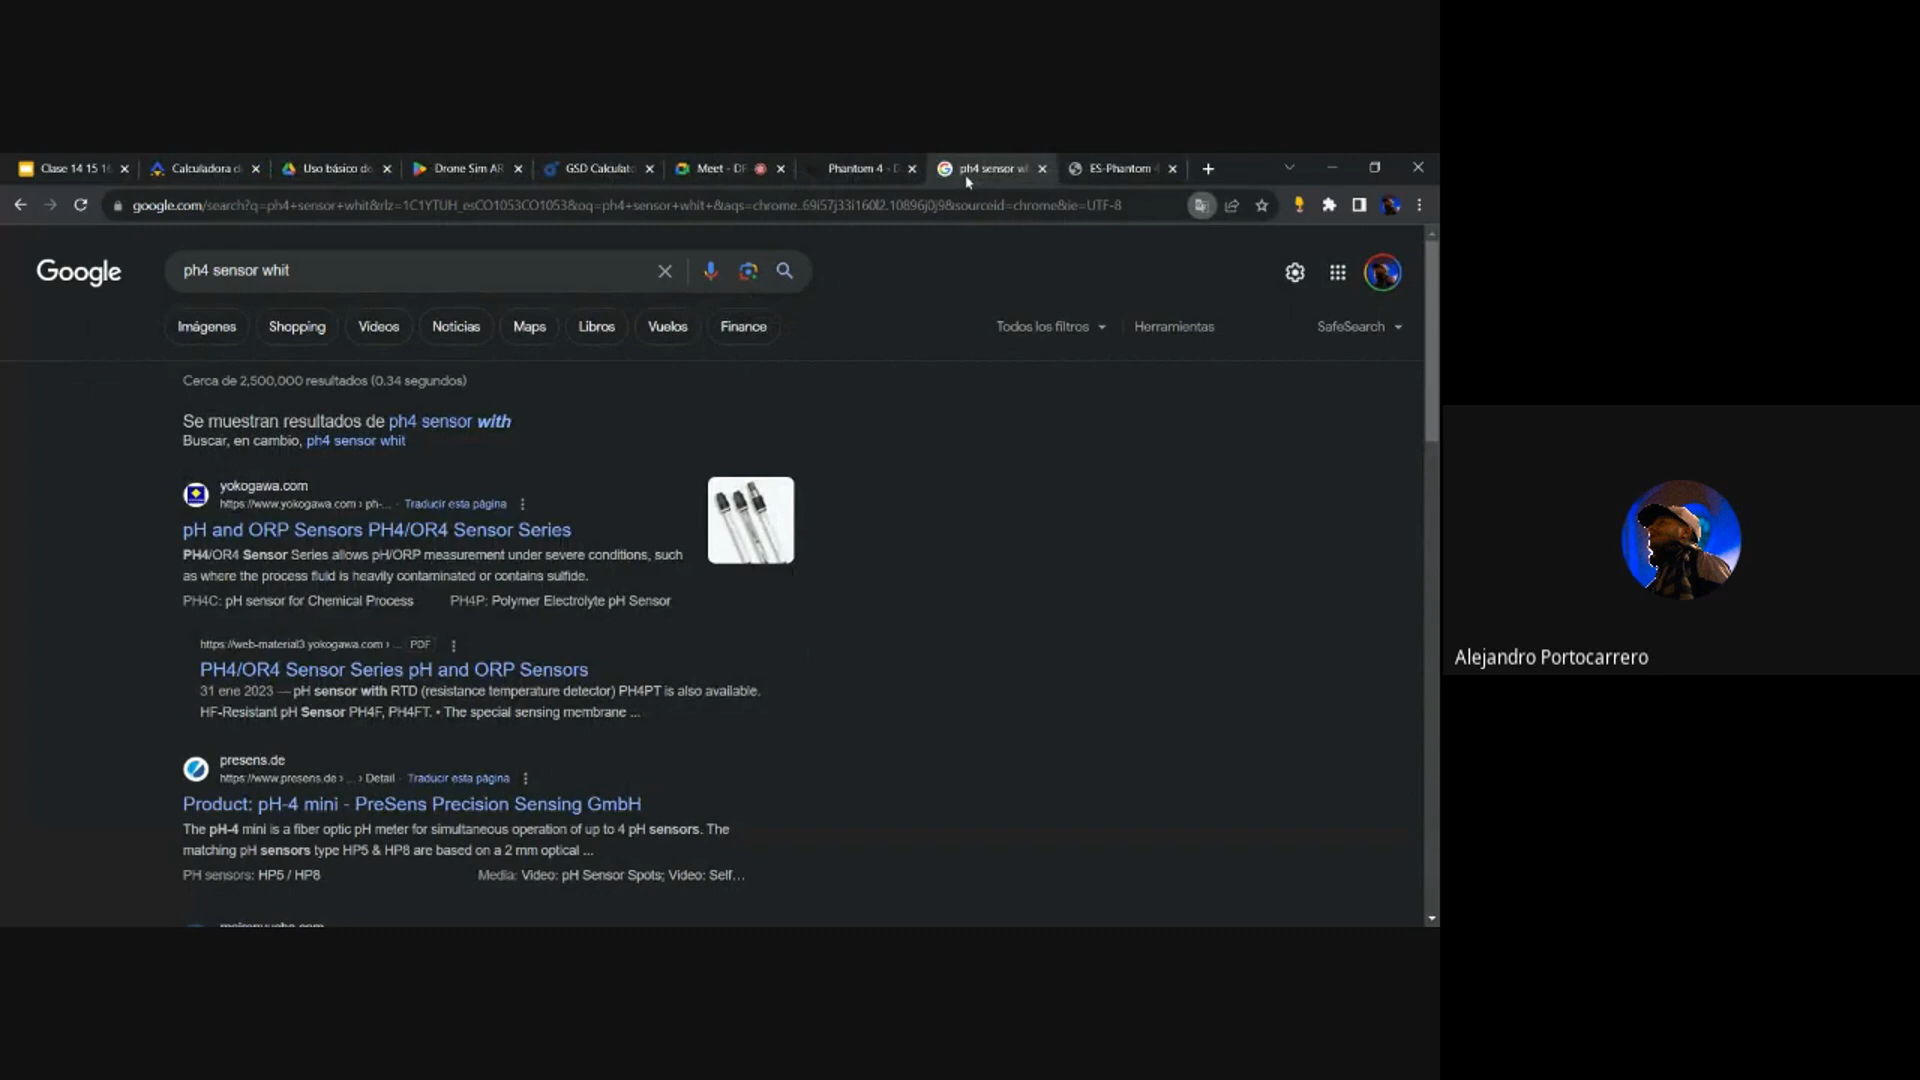 Clase 14 15 1
Calculadora d
Uso básico de
Drone Sim AR
GSD Calculato
Meet - DF
Phantom 4 - D
ph4 sensor wh
ES-Phantom
google.com/search?q=ph4+sensor+whit&rlz=1C1YTUH_esCO1053CO1053&oq=ph4+sensor+whit+&aqs=chrome..69i57j33i160l2.10896j0j9&sourceid=chrome&ie=UTF-8
Google
ph4 sensor whit
Imágenes
Shopping
Videos
Noticias
Maps
Libros
Vuelos
Finance
Todos los filtros
Herramientas
SafeSearch
Cerca de 2,500,000 resultados (0.34 segundos)
Se muestran resultados de ph4 sensor with
Buscar, en cambio, ph4 sensor whit
yokogawa.com
https://www.yokogawa.com › ph-... · Traducir esta página
pH and ORP Sensors PH4/OR4 Sensor Series
PH4/OR4 Sensor Series allows pH/ORP measurement under severe conditions, such
as where the process fluid is heavily contaminated or contains sulfide.
PH4C: pH sensor for Chemical Process
PH4P: Polymer Electrolyte pH Sensor
https://web-material3.yokogawa.com › ... PDF
PH4/OR4 Sensor Series pH and ORP Sensors
31 ene 2023 — pH sensor with RTD (resistance temperature detector) PH4PT is also available.
HF-Resistant pH Sensor PH4F, PH4FT. • The special sensing membrane ...
presens.de
https://www.presens.de › ... › Detail · Traducir esta página
Product: pH-4 mini - PreSens Precision Sensing GmbH
The pH-4 mini is a fiber optic pH meter for simultaneous operation of up to 4 pH sensors. The
matching pH sensors type HP5 & HP8 are based on a 2 mm optical ...
PH sensors: HP5 / HP8
Media: Video: pH Sensor Spots; Video: Self...
Alejandro Portocarrero